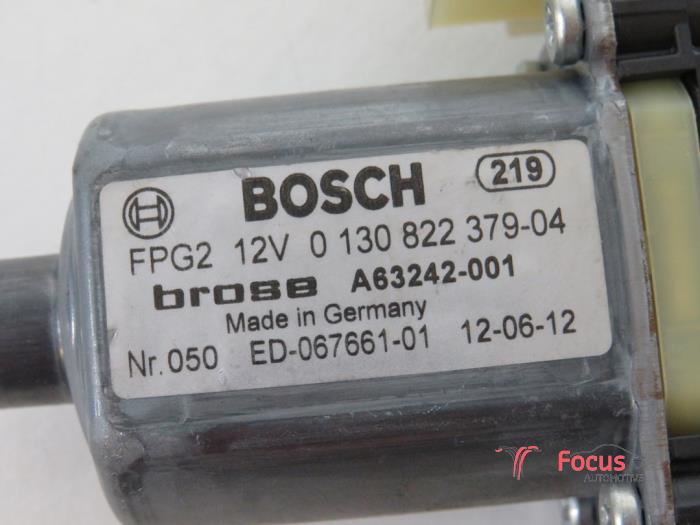 BOSCH 219
FPG2 12V 0 130 822 379-04
brose A63242-001
Made in Germany
Nr. 050 ED-067661-01 12-06-12
Focus
AUTOMOTIVE